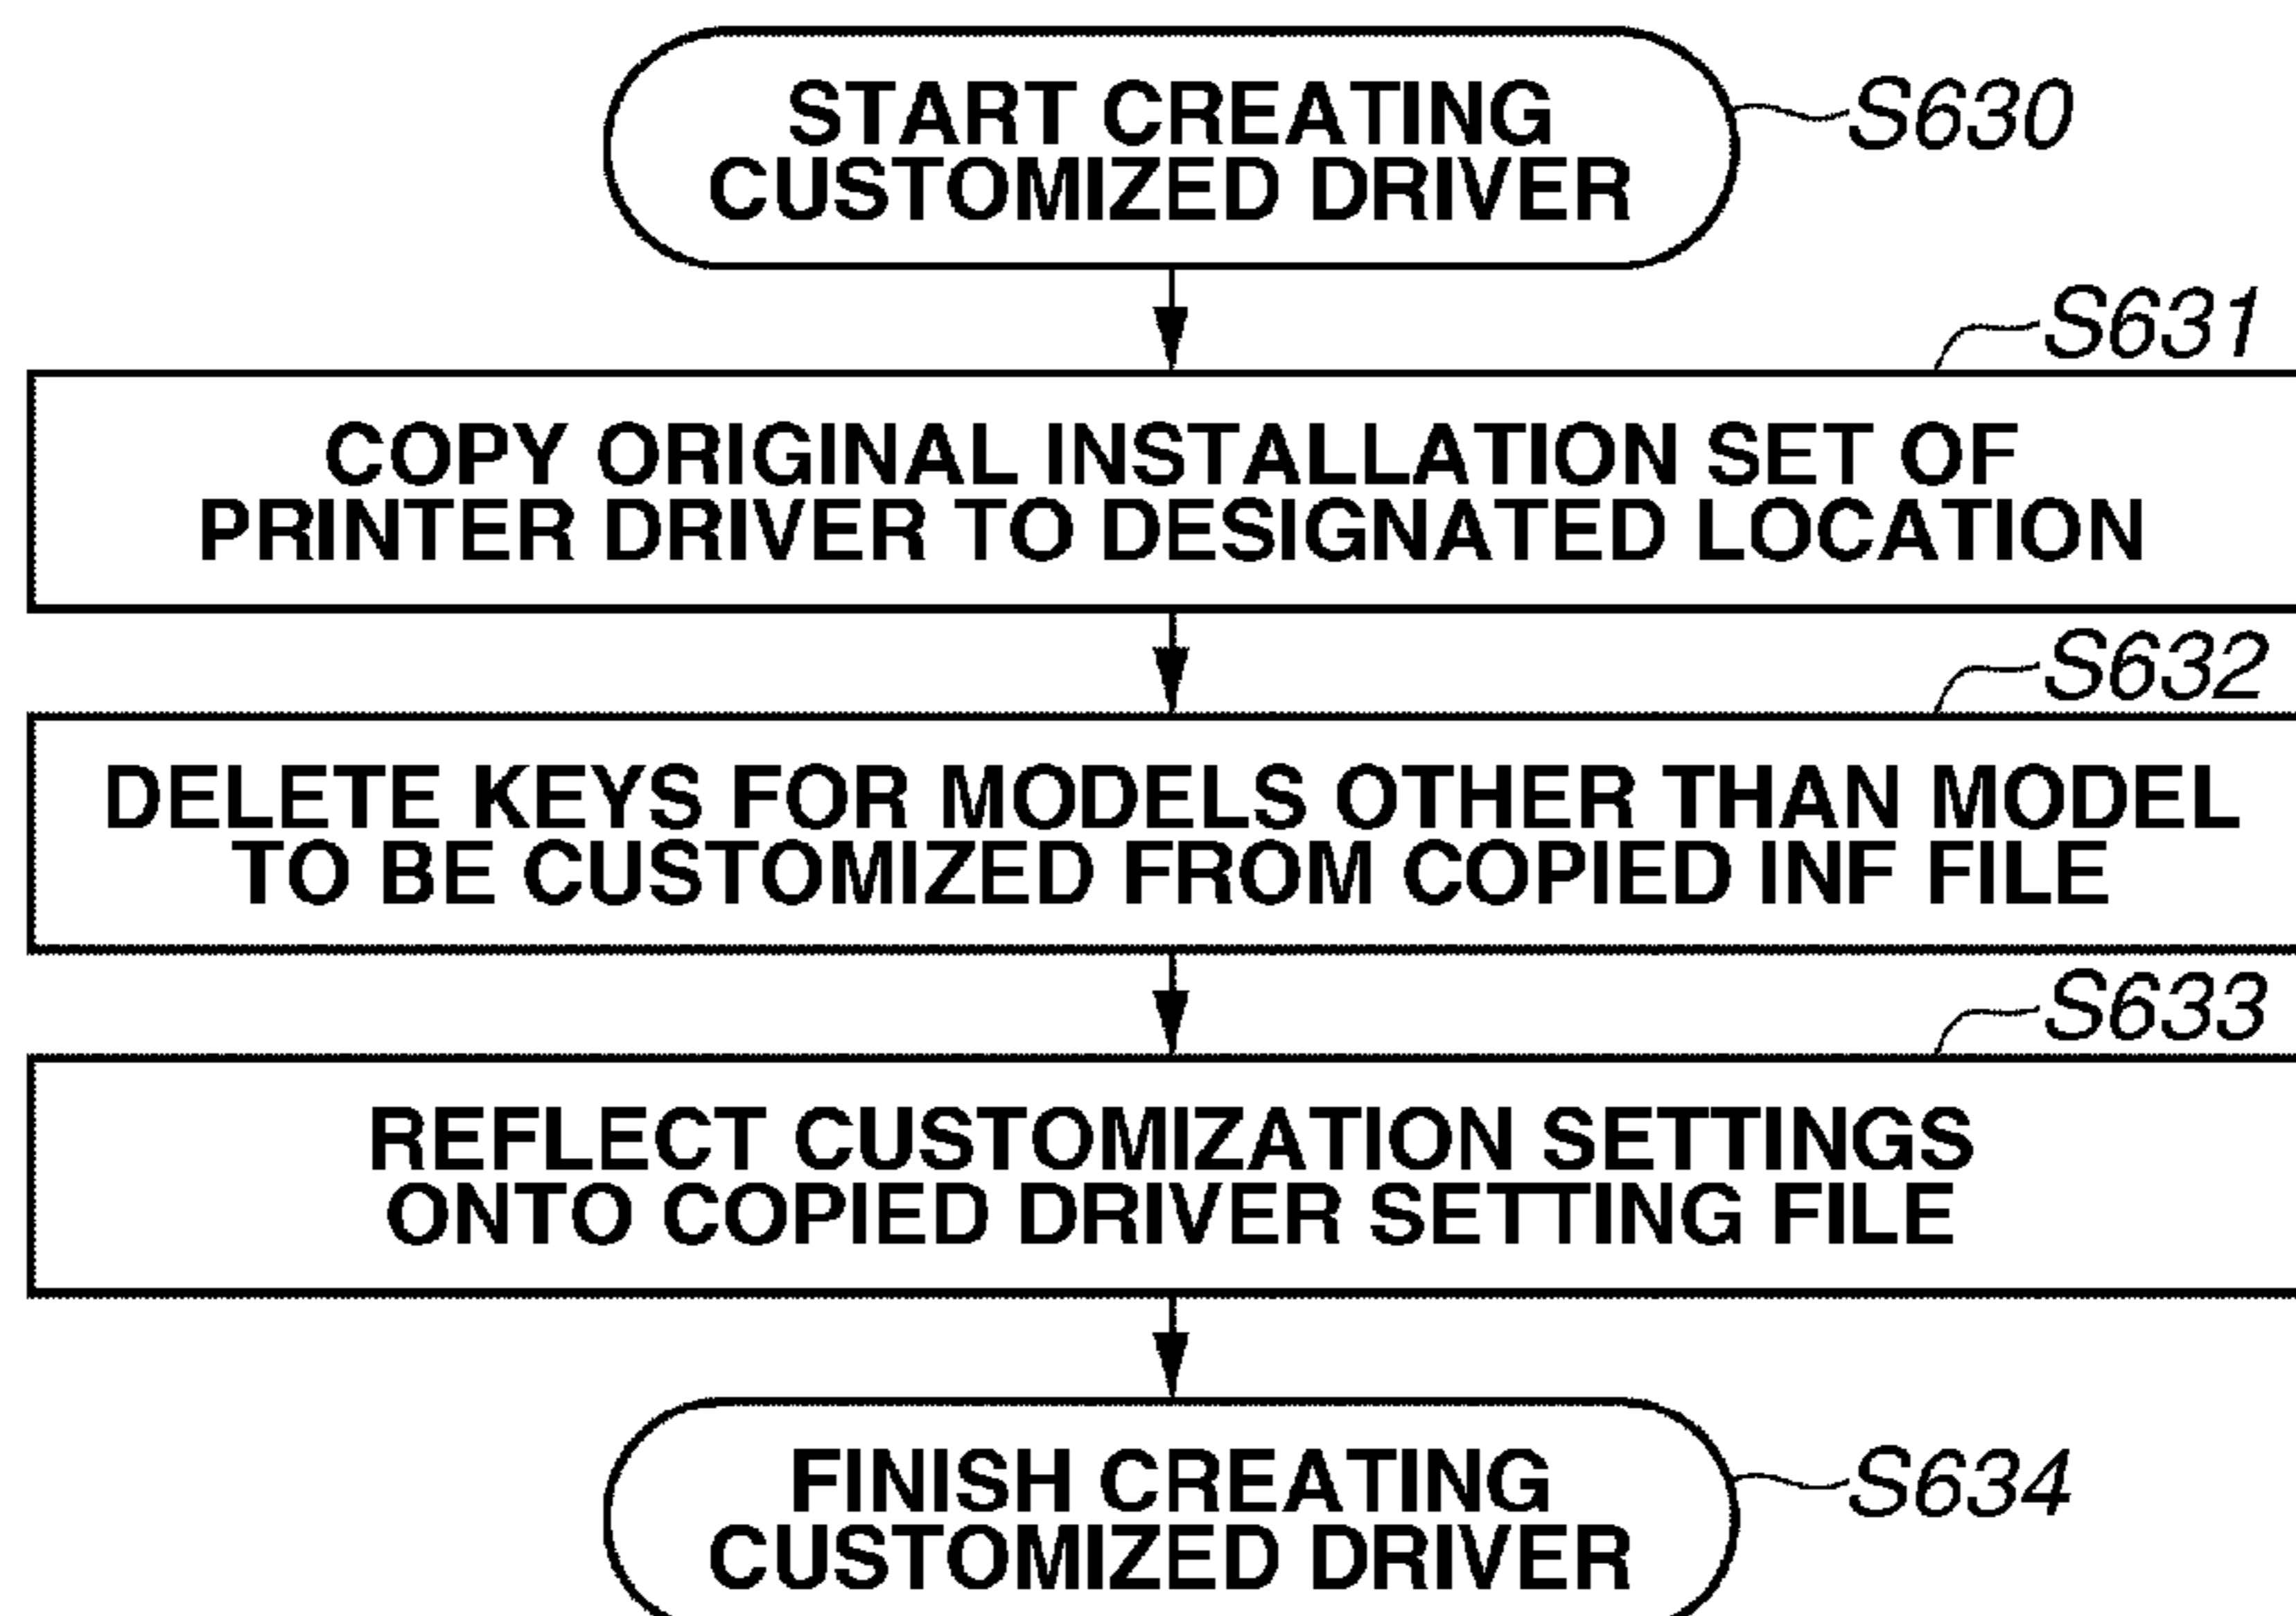 START CREATING
CUSTOMIZED DRIVER
S630
S631
COPY ORIGINAL INSTALLATION SET OF
PRINTER DRIVER TO DESIGNATED LOCATION
S632
DELETE KEYS FOR MODELS OTHER THAN MODEL
TO BE CUSTOMIZED FROM COPIED INF FILE
S633
REFLECT CUSTOMIZATION SETTINGS
ONTO COPIED DRIVER SETTING FILE
FINISH CREATING
CUSTOMIZED DRIVER
S634